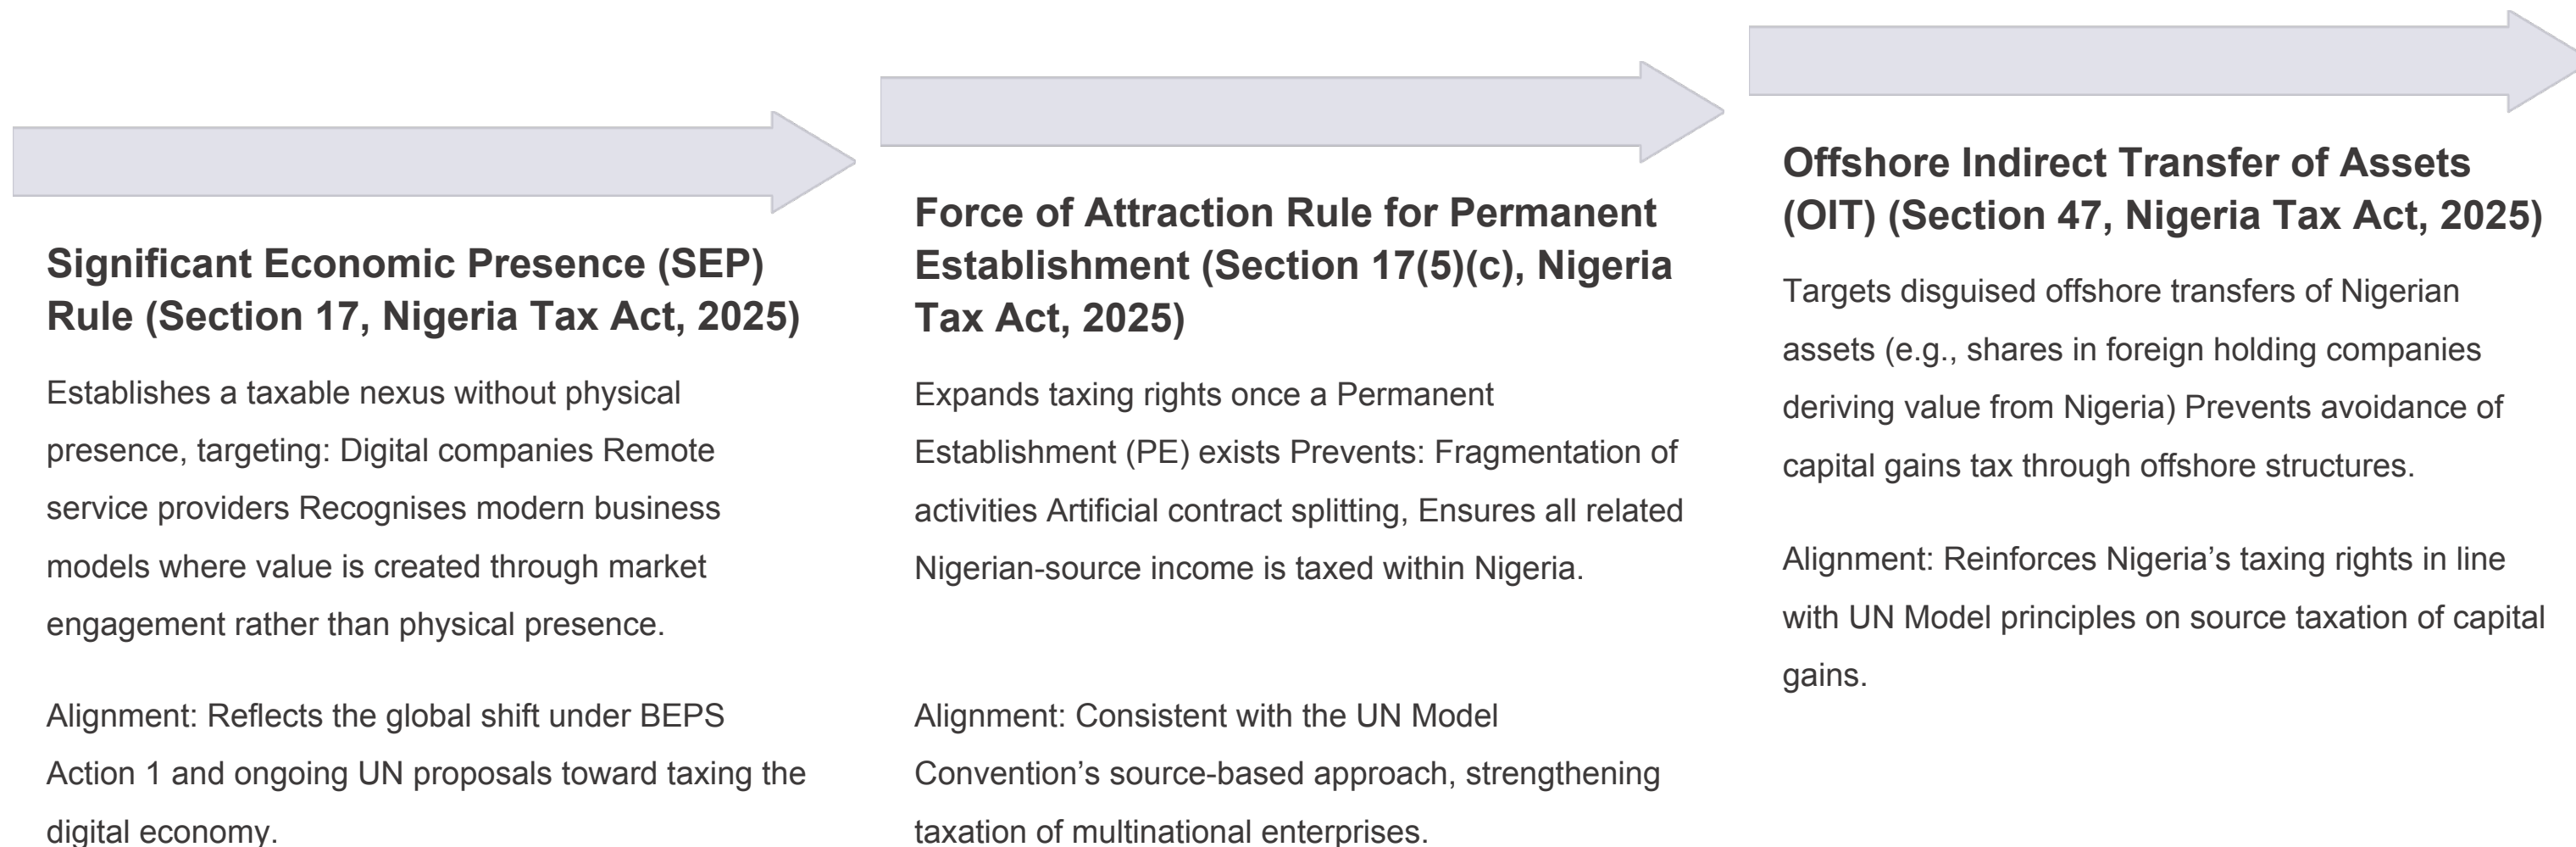 Significant Economic Presence (SEP)
Rule (Section 17, Nigeria Tax Act, 2025)
Establishes a taxable nexus without physical
presence, targeting: Digital companies Remote
service providers Recognises modern business
models where value is created through market
engagement rather than physical presence.
Alignment: Reflects the global shift under BEPS
Action 1 and ongoing UN proposals toward taxing the
digital economy.
Force of Attraction Rule for Permanent
Establishment (Section 17(5)(c), Nigeria
Tax Act, 2025)
Expands taxing rights once a Permanent
Establishment (PE) exists Prevents: Fragmentation of
activities Artificial contract splitting, Ensures all related
Nigerian-source income is taxed within Nigeria.
Alignment: Consistent with the UN Model
Convention’s source-based approach, strengthening
taxation of multinational enterprises.
Offshore Indirect Transfer of Assets
(OIT) (Section 47, Nigeria Tax Act, 2025)
Targets disguised offshore transfers of Nigerian
assets (e.g., shares in foreign holding companies
deriving value from Nigeria) Prevents avoidance of
capital gains tax through offshore structures.
Alignment: Reinforces Nigeria’s taxing rights in line
with UN Model principles on source taxation of capital
gains.